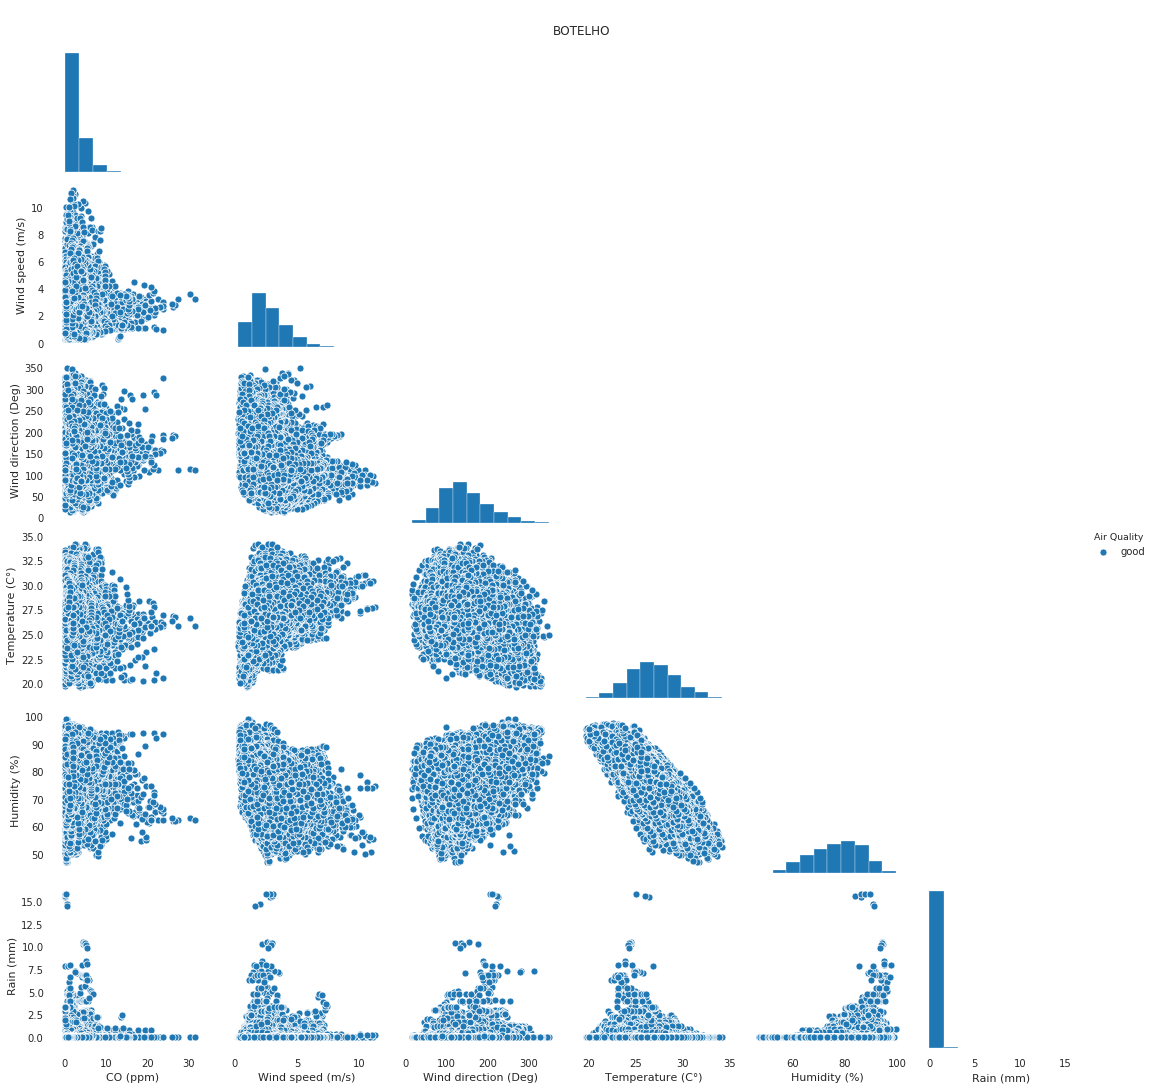 BOTELHO
Wind speed (m/s)
10
8
6
4
2
0
Wind direction (Deg)
350
300
250
200
150
100
50
0
Temperature (C°)
35.0
32.5
30.0
27.5
25.0
22.5
20.0
Air Quality
good
Humidity (%)
100
90
80
70
60
50
Rain (mm)
15.0
12.5
10.0
7.5
5.0
2.5
0.0
0 10 20 30
0 5 10
0 100 200 300
20 25 30 35
60 80 100
0 5 10 15
CO (ppm)
Wind speed (m/s)
Wind direction (Deg)
Temperature (C°)
Humidity (%)
Rain (mm)